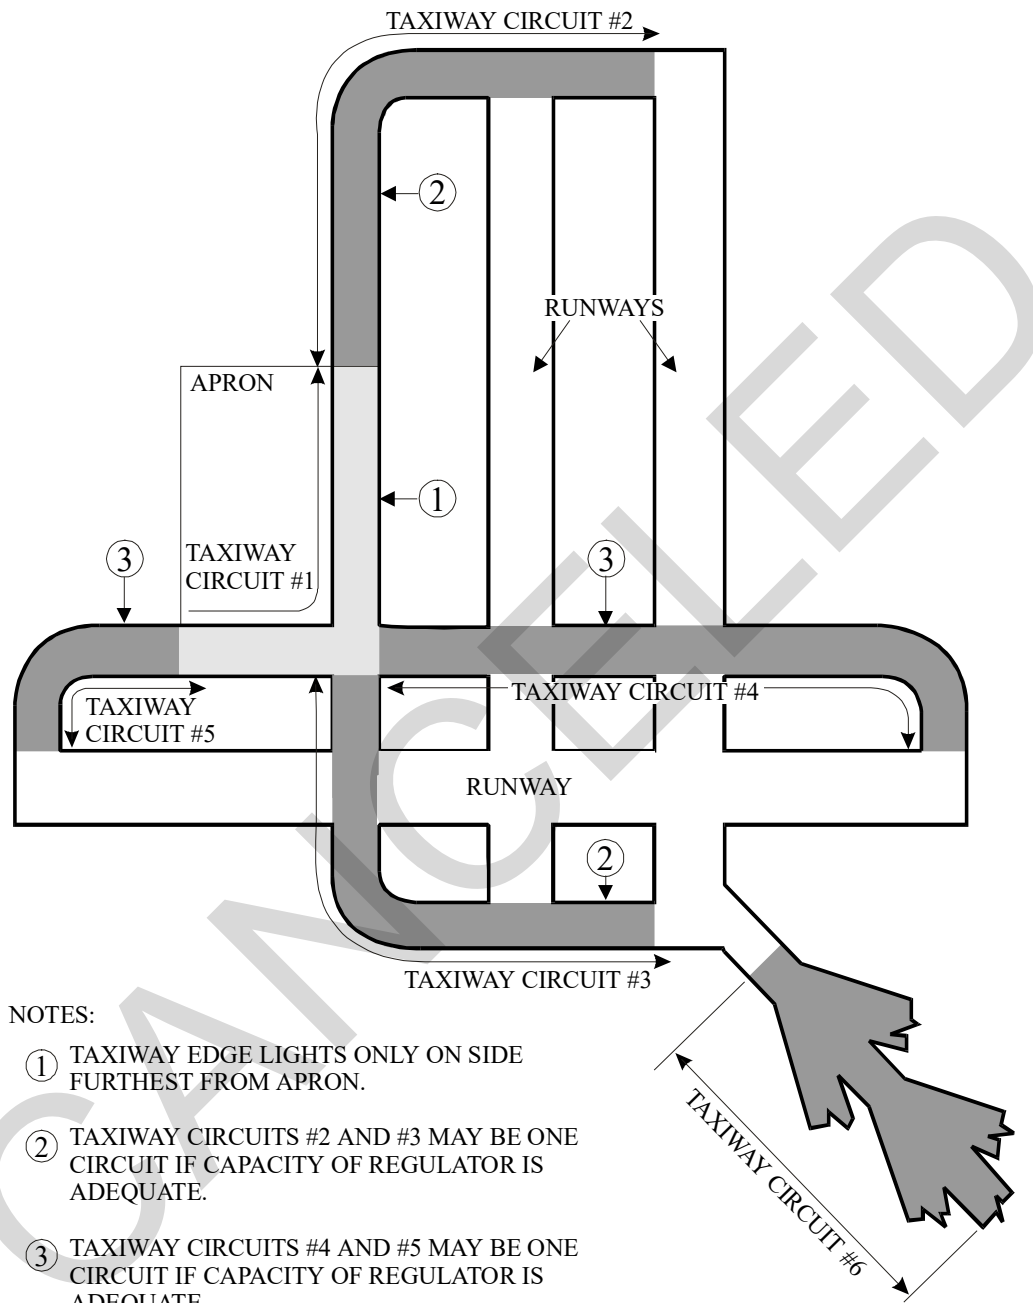 TAXIWAY CIRCUIT #2
2
RUNWAYS
APRON
1
3
TAXIWAY
CIRCUIT #1
3
TAXIWAY
CIRCUIT #5
TAXIWAY CIRCUIT #4
RUNWAY
2
TAXIWAY CIRCUIT #3
TAXIWAY CIRCUIT #6
NOTES:
1 TAXIWAY EDGE LIGHTS ONLY ON SIDE
FURTHEST FROM APRON.
2 TAXIWAY CIRCUITS #2 AND #3 MAY BE ONE
CIRCUIT IF CAPACITY OF REGULATOR IS
ADEQUATE.
3 TAXIWAY CIRCUITS #4 AND #5 MAY BE ONE
CIRCUIT IF CAPACITY OF REGULATOR IS
ADEQUATE
CANCELED